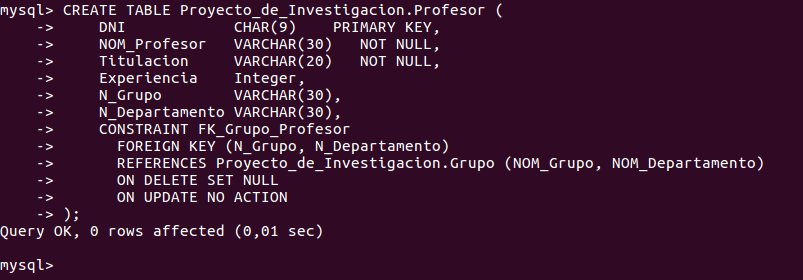 mysql> CREATE TABLE Proyecto_de_Investigacion.Profesor (
    ->     DNI             CHAR(9)    PRIMARY KEY,
    ->     NOM_Profesor   VARCHAR(30)   NOT NULL,
    ->     Titulacion     VARCHAR(20)   NOT NULL,
    ->     Experiencia    Integer,
    ->     N_Grupo        VARCHAR(30),
    ->     N_Departamento VARCHAR(30),
    ->     CONSTRAINT FK_Grupo_Profesor
    ->       FOREIGN KEY (N_Grupo, N_Departamento)
    ->       REFERENCES Proyecto_de_Investigacion.Grupo (NOM_Grupo, NOM_Departamento)
    ->       ON DELETE SET NULL
    ->       ON UPDATE NO ACTION
    -> );
Query OK, 0 rows affected (0,01 sec)
mysql>